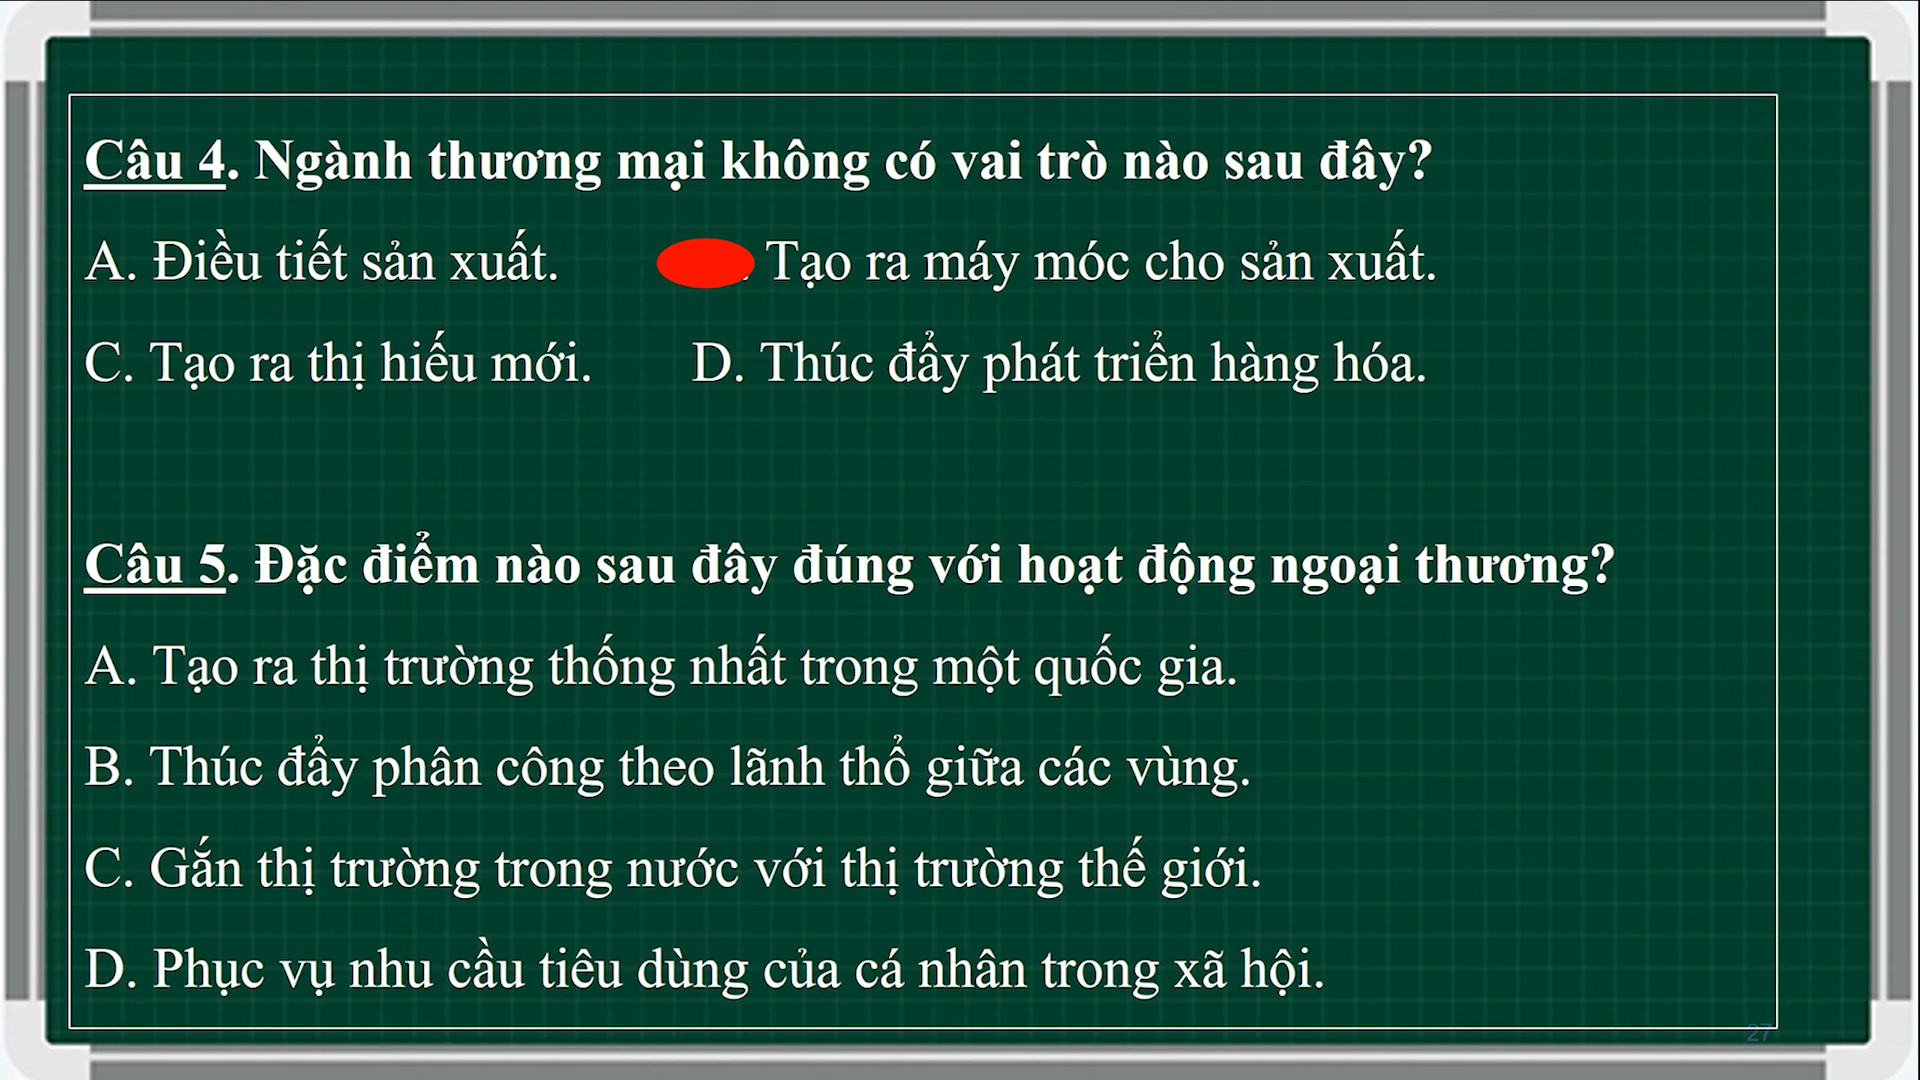 Câu 4. Ngành thương mại không có vai trò nào sau đây?
A. Điều tiết sản xuất. . Tạo ra máy móc cho sản xuất.
C. Tạo ra thị hiếu mới. D. Thúc đẩy phát triển hàng hóa.
Câu 5. Đặc điểm nào sau đây đúng với hoạt động ngoại thương?
A. Tạo ra thị trường thống nhất trong một quốc gia.
B. Thúc đẩy phân công theo lãnh thổ giữa các vùng.
C. Gắn thị trường trong nước với thị trường thế giới.
D. Phục vụ nhu cầu tiêu dùng của cá nhân trong xã hội.
27